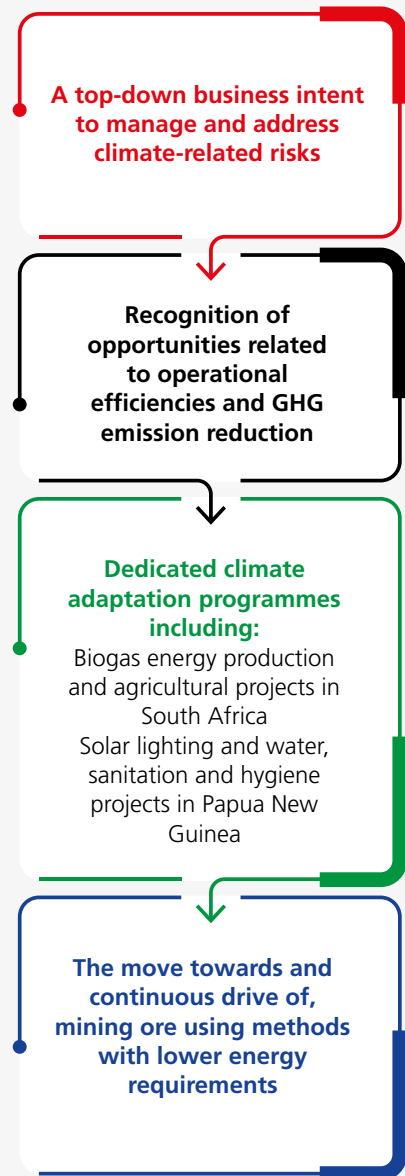 A top-down business intent
to manage and address
climate-related risks
Recognition of
opportunities related
to operational
efficiencies and GHG
emission reduction
Dedicated climate
adaptation programmes
including:
Biogas energy production
and agricultural projects in
South Africa
Solar lighting and water,
sanitation and hygiene
projects in Papua New
Guinea
The move towards and
continuous drive of,
mining ore using methods
with lower energy
requirements